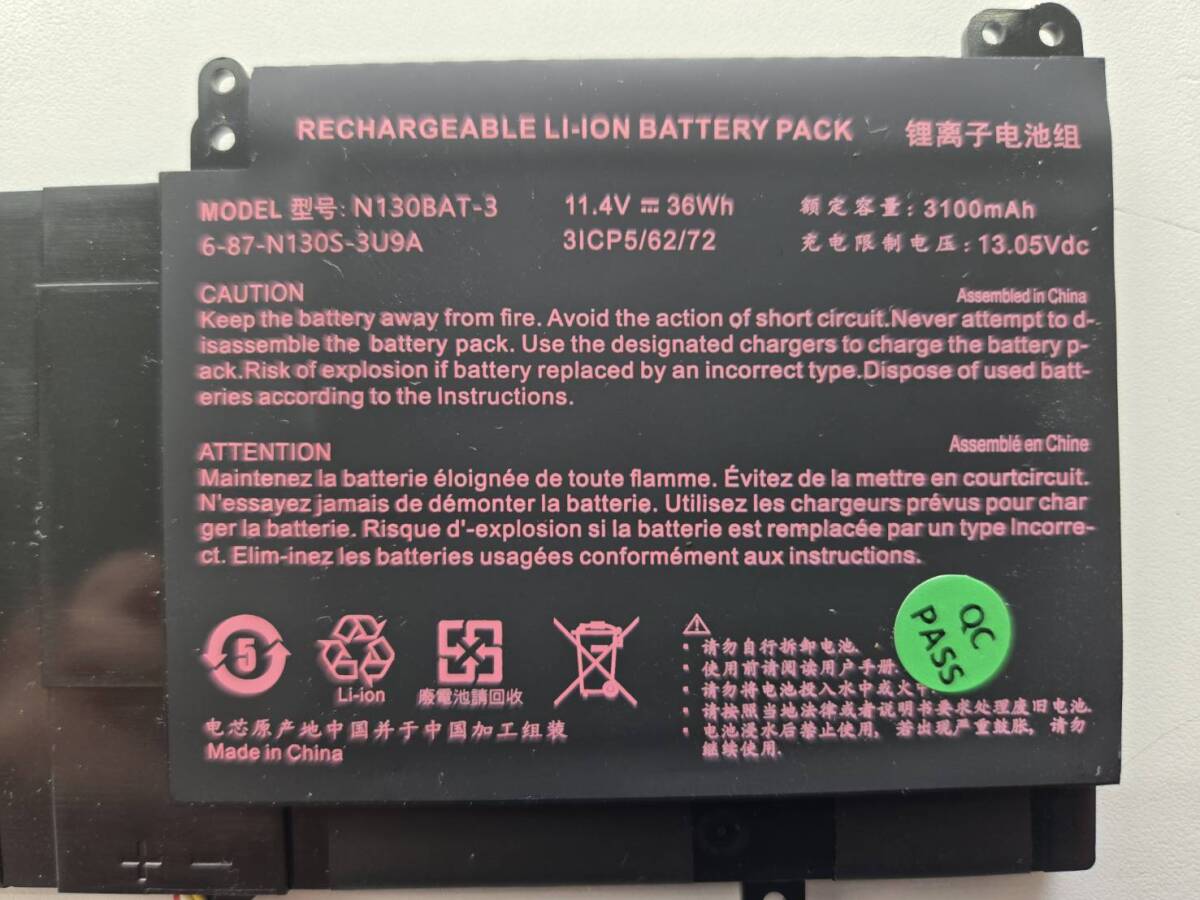 RECHARGEABLE LI-ION BATTERY PACK 锂离子电池组
MODEL 型号: N130BAT-3 11.4V ⎓ 36Wh 额定容量: 3100mAh
6-87-N130S-3U9A 3ICP5/62/72 充电限制电压: 13.05Vdc
CAUTION Assembled in China
Keep the battery away from fire. Avoid the action of short circuit.Never attempt to d-
isassemble the battery pack. Use the designated chargers to charge the battery p-
ack.Risk of explosion if battery replaced by an incorrect type.Dispose of used batt-
eries according to the Instructions.
ATTENTION Assemblé en Chine
Maintenez la batterie éloignée de toute flamme. Évitez de la mettre en courtcircuit.
N'essayez jamais de démonter la batterie. Utilisez les chargeurs prévus pour char
ger la batterie. Risque d'-explosion si la batterie est remplacée par un type Incorre-
ct. Elim-inez les batteries usagées conformément aux instructions.
5
Li-ion
廢電池請回收
电芯原产地中国并于中国加工组装
Made in China
· 请勿自行拆卸电池.
· 使用前请阅读用户手册.
· 请勿将电池投入水中或火中.
· 请按照当地法律或者说明书要求处理废旧电池.
· 电池浸水后禁止使用, 若出现严重鼓胀, 请勿
继续使用.
QC
PASS
+ −